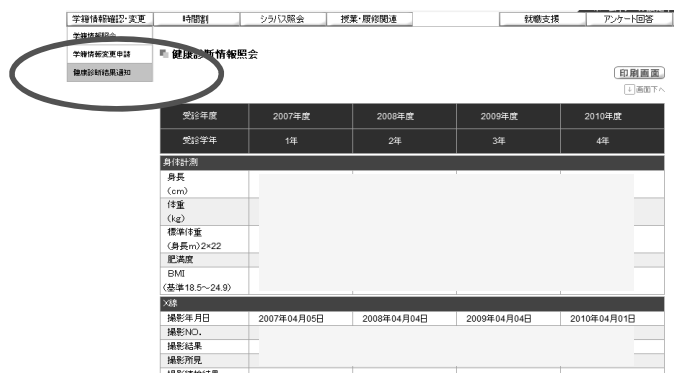 学籍情報確認・変更 時間割 シラバス照会 授業・履修関連 就職支援 アンケート回答
学籍情報照会
学籍情報変更申請
健康診断結果通知
健康診断情報照会
印刷画面
↓画面下へ
受診年度 2007年度 2008年度 2009年度 2010年度
受診学年 1年 2年 3年 4年
身体計測
身長
(cm)
体重
(kg)
標準体重
(身長m)2×22
肥満度
BMI
(基準18.5～24.9)
X線
撮影年月日 2007年04月05日 2008年04月04日 2009年04月04日 2010年04月01日
撮影NO.
撮影結果
撮影所見